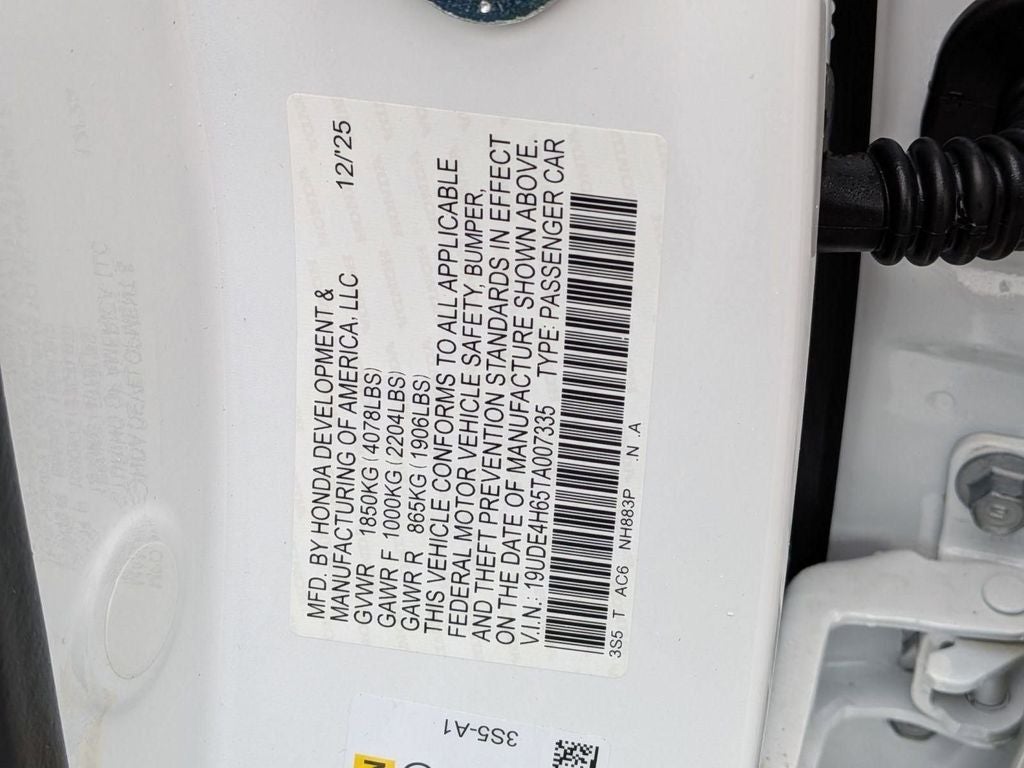 MFD. BY HONDA DEVELOPMENT &
MANUFACTURING OF AMERICA, LLC 12/'25
GVWR 1850KG (4078LBS)
GAWR F 1000KG (2204LBS)
GAWR R 865KG (1906LBS)
THIS VEHICLE CONFORMS TO ALL APPLICABLE
FEDERAL MOTOR VEHICLE SAFETY, BUMPER,
AND THEFT PREVENTION STANDARDS IN EFFECT
ON THE DATE OF MANUFACTURE SHOWN ABOVE.
V.I.N: 19UDE4H65TA007335 TYPE: PASSENGER CAR
3S5 T AC6 NH883P .N .A
3S5-A1